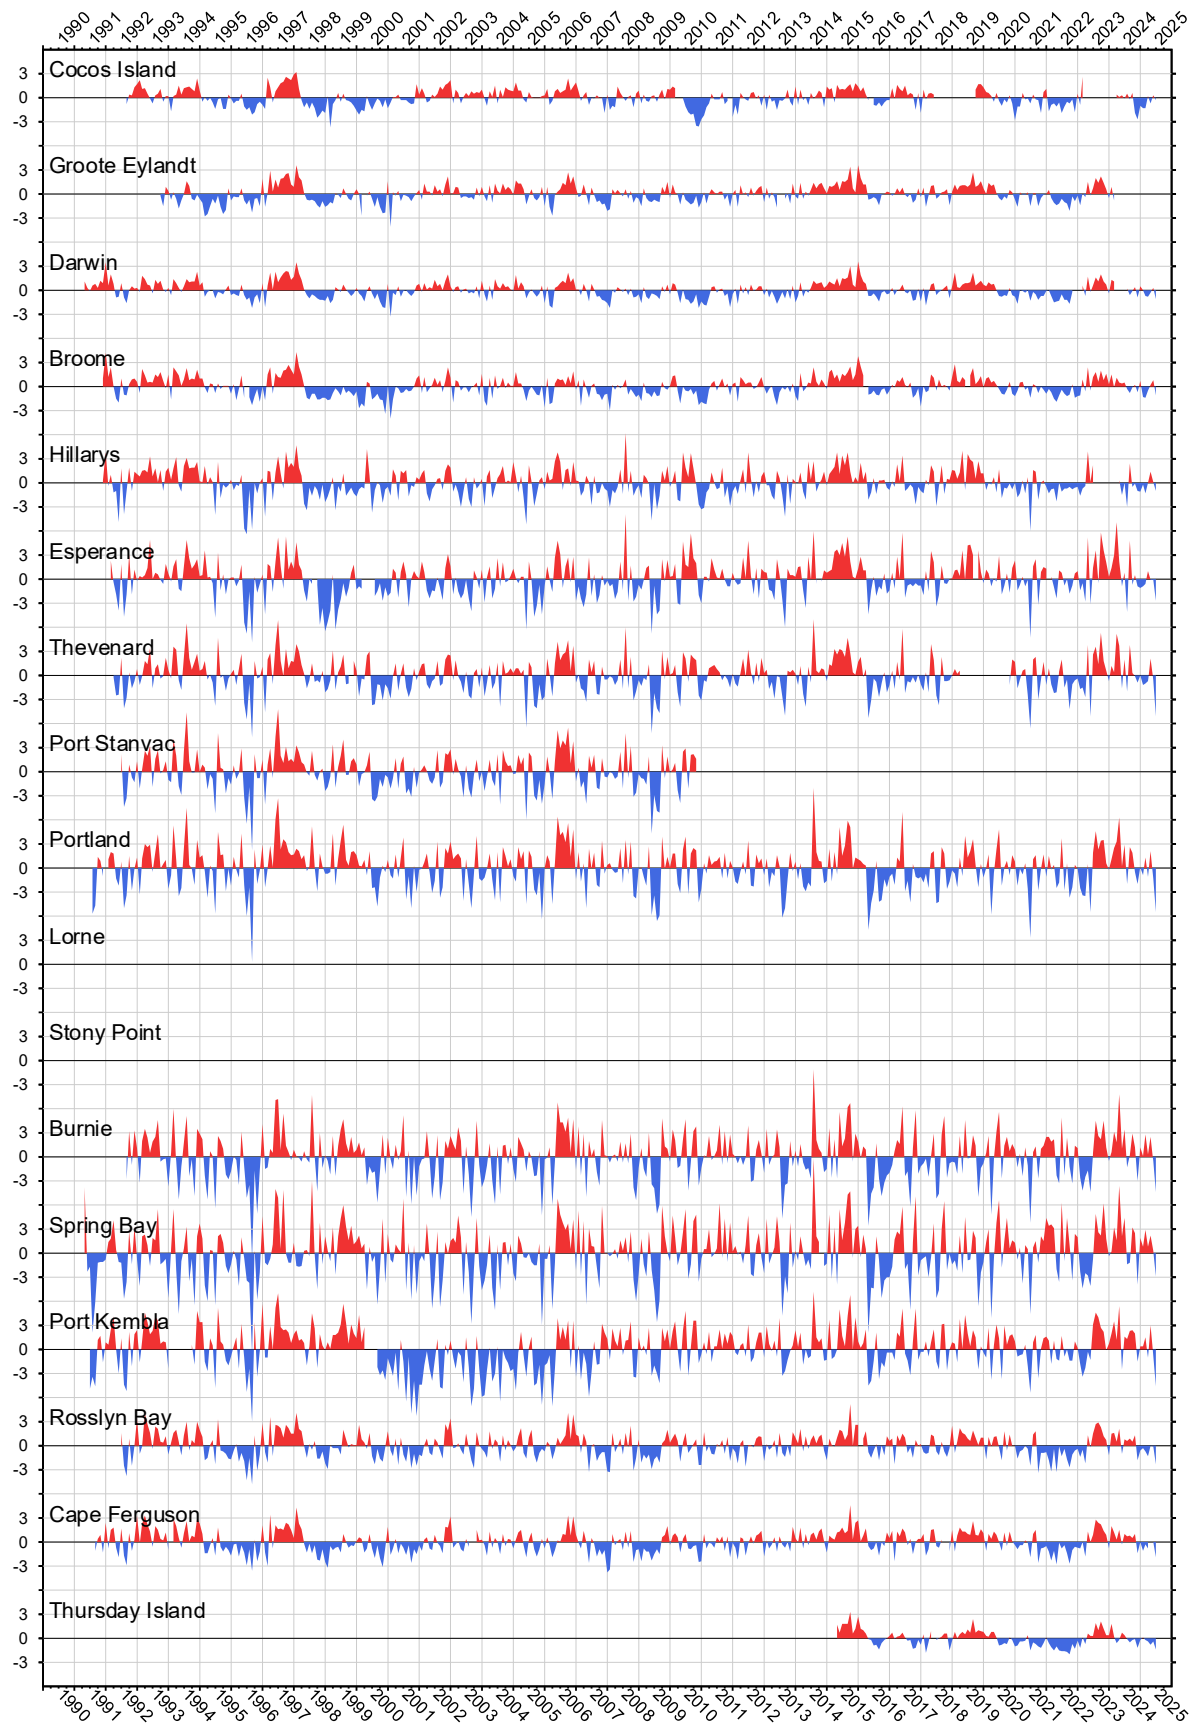 1990 1991 1992 1993 1994 1995 1996 1997 1998 1999 2000 2001 2002 2003 2004 2005 2006 2007 2008 2009 2010 2011 2012 2013 2014 2015 2016 2017 2018 2019 2020 2021 2022 2023 2024 2025
3 Cocos Island
0
-3
3 Groote Eylandt
0
-3
3 Darwin
0
-3
3 Broome
0
-3
3 Hillarys
0
-3
3 Esperance
0
-3
3 Thevenard
0
-3
3 Port Stanvac
0
-3
3 Portland
0
-3
3 Lorne
0
-3
3 Stony Point
0
-3
3 Burnie
0
-3
3 Spring Bay
0
-3
3 Port Kembla
0
-3
3 Rosslyn Bay
0
-3
3 Cape Ferguson
0
-3
3 Thursday Island
0
-3
1990 1991 1992 1993 1994 1995 1996 1997 1998 1999 2000 2001 2002 2003 2004 2005 2006 2007 2008 2009 2010 2011 2012 2013 2014 2015 2016 2017 2018 2019 2020 2021 2022 2023 2024 2025